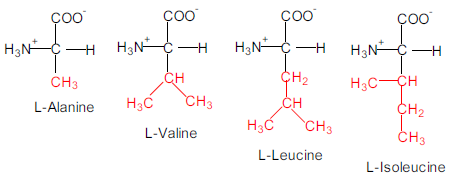 COO⁻ COO⁻ COO⁻ COO⁻
H₃N⁺ C H H₃N⁺ C H H₃N⁺ C H H₃N⁺ C H
CH₃ CH CH₂ H₃C CH
H₃C CH₃ CH CH₂
H₃C CH₃ CH₃
L-Alanine
L-Valine
L-Leucine
L-Isoleucine